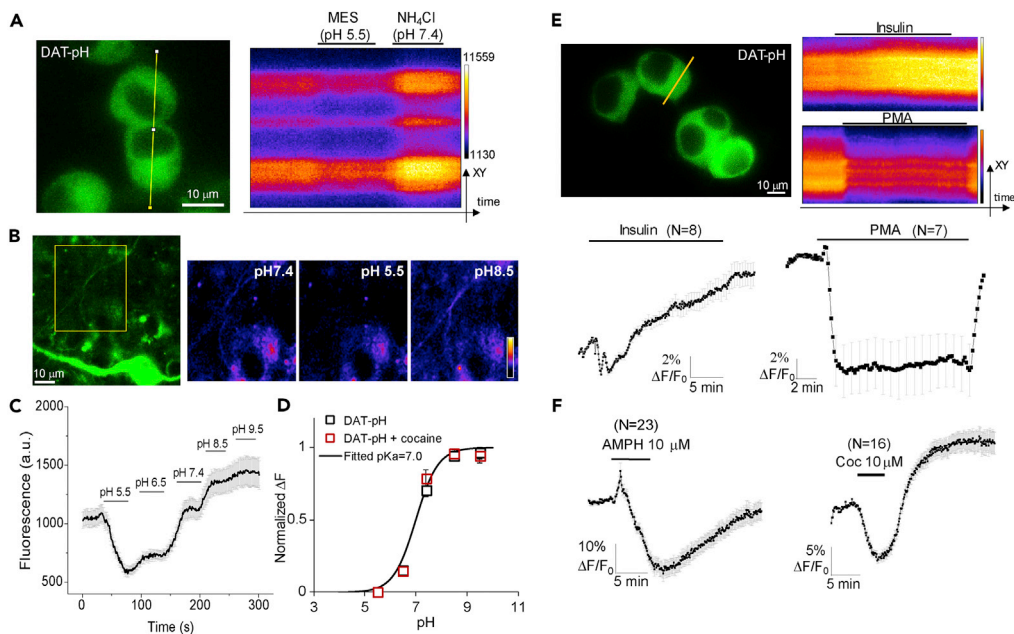 A
DAT-pH
10 µm
MES
(pH 5.5)
NH₄Cl
(pH 7.4)
11559
1130
XY
time
B
10 µm
pH7.4
pH 5.5
pH8.5
C
Fluorescence (a.u.)
2000
1500
1000
500
pH 5.5
pH 6.5
pH 7.4
pH 8.5
pH 9.5
0
100
200
300
Time (s)
D
DAT-pH
DAT-pH + cocaine
Fitted pKa=7.0
Normalized ΔF
1
0.5
0
3
5
7
9
11
pH
E
DAT-pH
10 µm
Insulin
PMA
XY
time
Insulin (N=8)
2%
ΔF/F₀
5 min
PMA (N=7)
2%
ΔF/F₀
2 min
F
(N=23)
AMPH 10 µM
10%
ΔF/F₀
5 min
(N=16)
Coc 10 µM
5%
ΔF/F₀
5 min